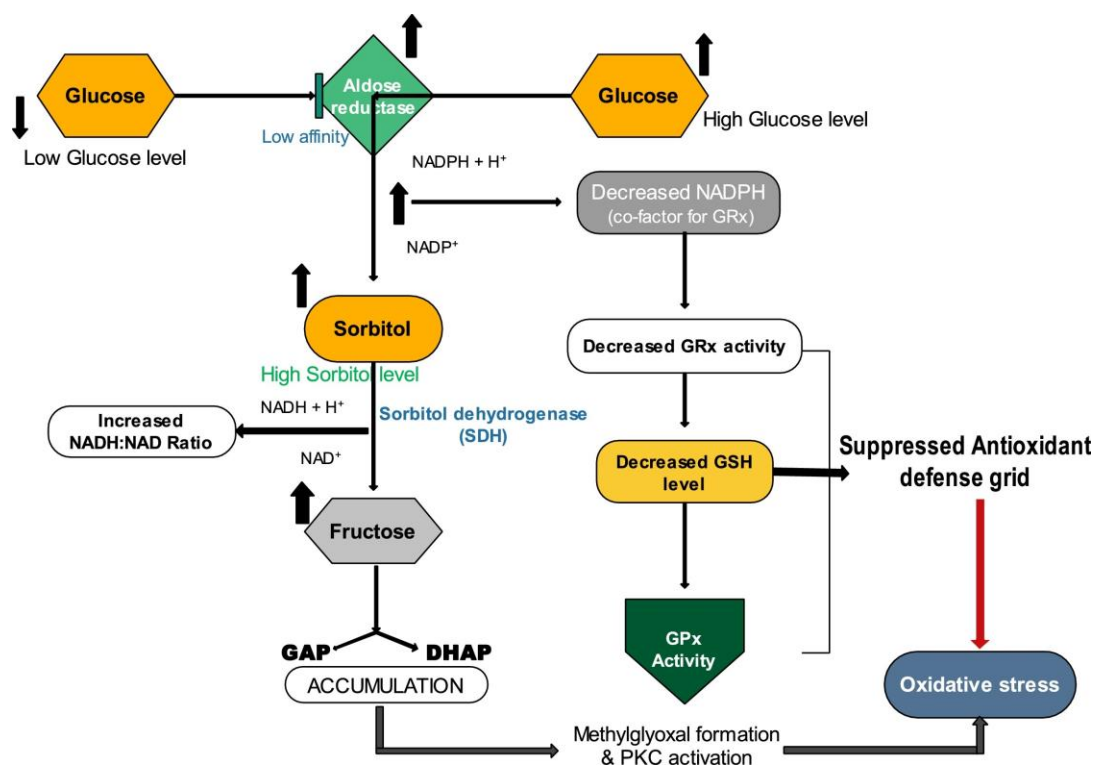 Glucose
Low Glucose level
Aldose
reductase
Low affinity
Glucose
High Glucose level
NADPH + H⁺
NADP⁺
Decreased NADPH
(co-factor for GRx)
Sorbitol
High Sorbitol level
NADH + H⁺
Sorbitol dehydrogenase
(SDH)
NAD⁺
Increased
NADH:NAD Ratio
Fructose
GAP
DHAP
ACCUMULATION
Decreased GRx activity
Decreased GSH
level
GPx
Activity
Suppressed Antioxidant
defense grid
Oxidative stress
Methylglyoxal formation
& PKC activation